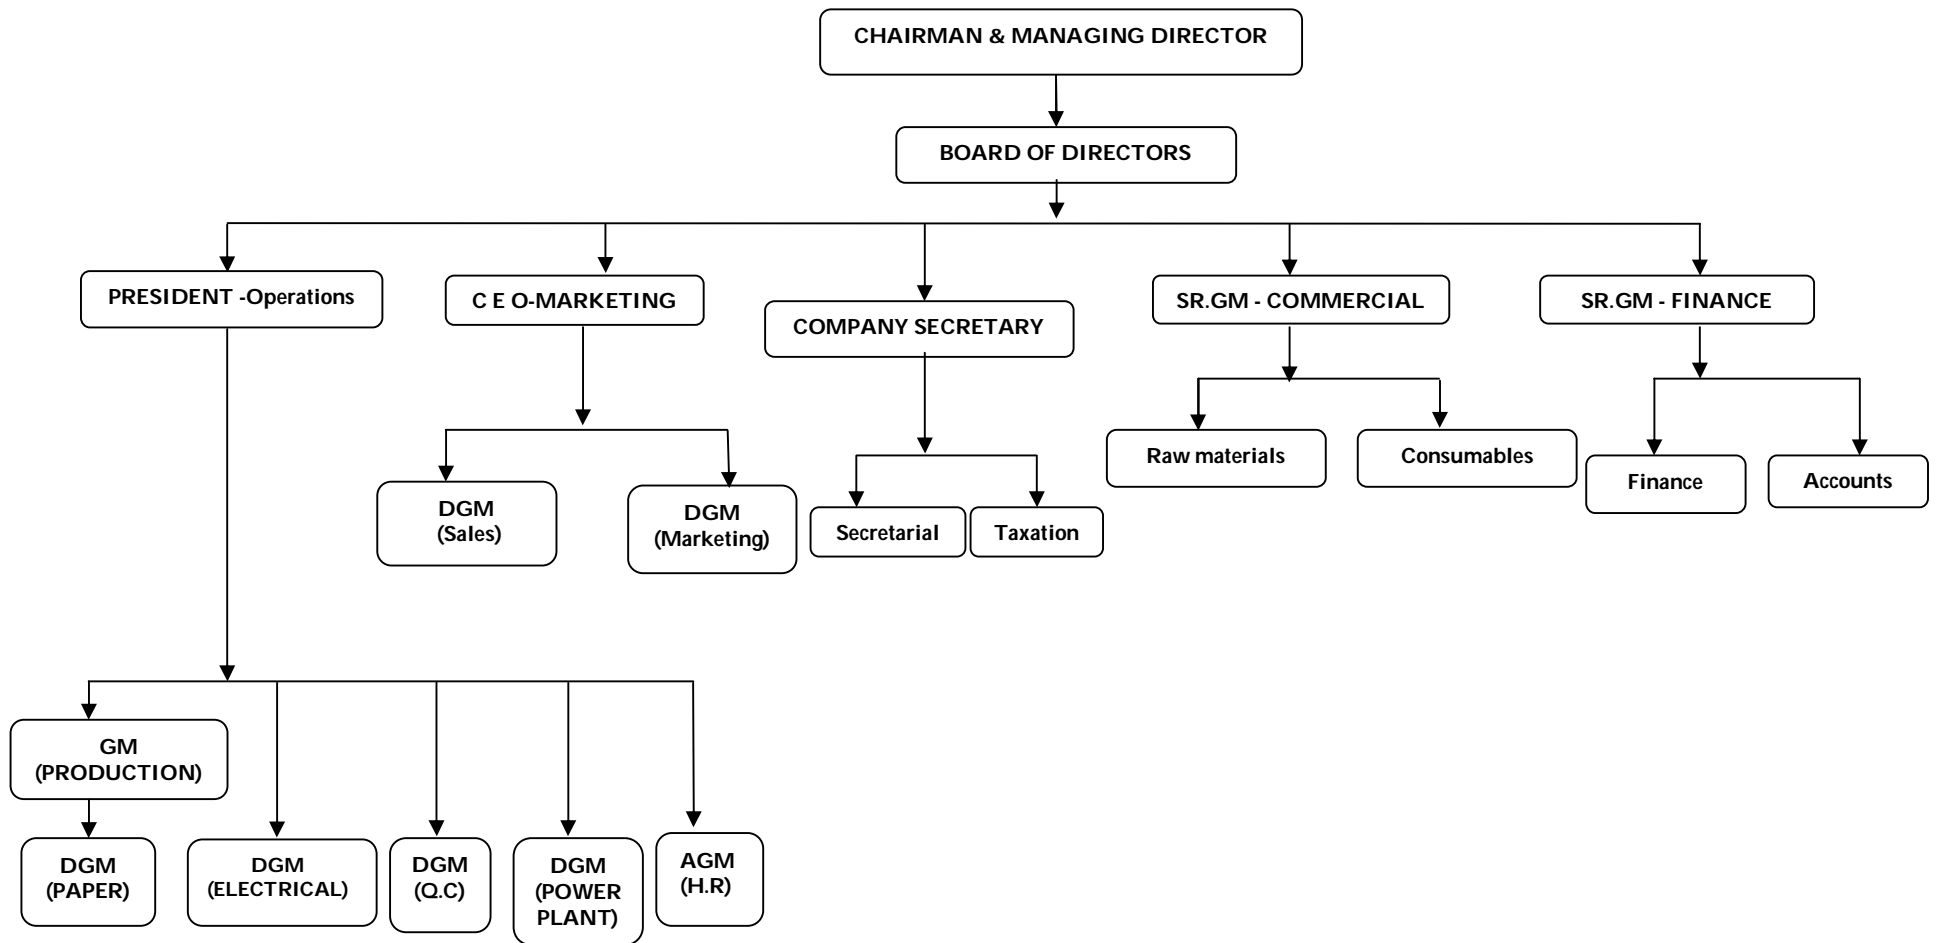 CHAIRMAN & MANAGING DIRECTOR
BOARD OF DIRECTORS
PRESIDENT -Operations
C E O-MARKETING
COMPANY SECRETARY
SR.GM - COMMERCIAL
SR.GM - FINANCE
DGM
(Sales)
DGM
(Marketing)
Secretarial
Taxation
Raw materials
Consumables
Finance
Accounts
GM
(PRODUCTION)
DGM
(PAPER)
DGM
(ELECTRICAL)
DGM
(Q.C)
DGM
(POWER
PLANT)
AGM
(H.R)